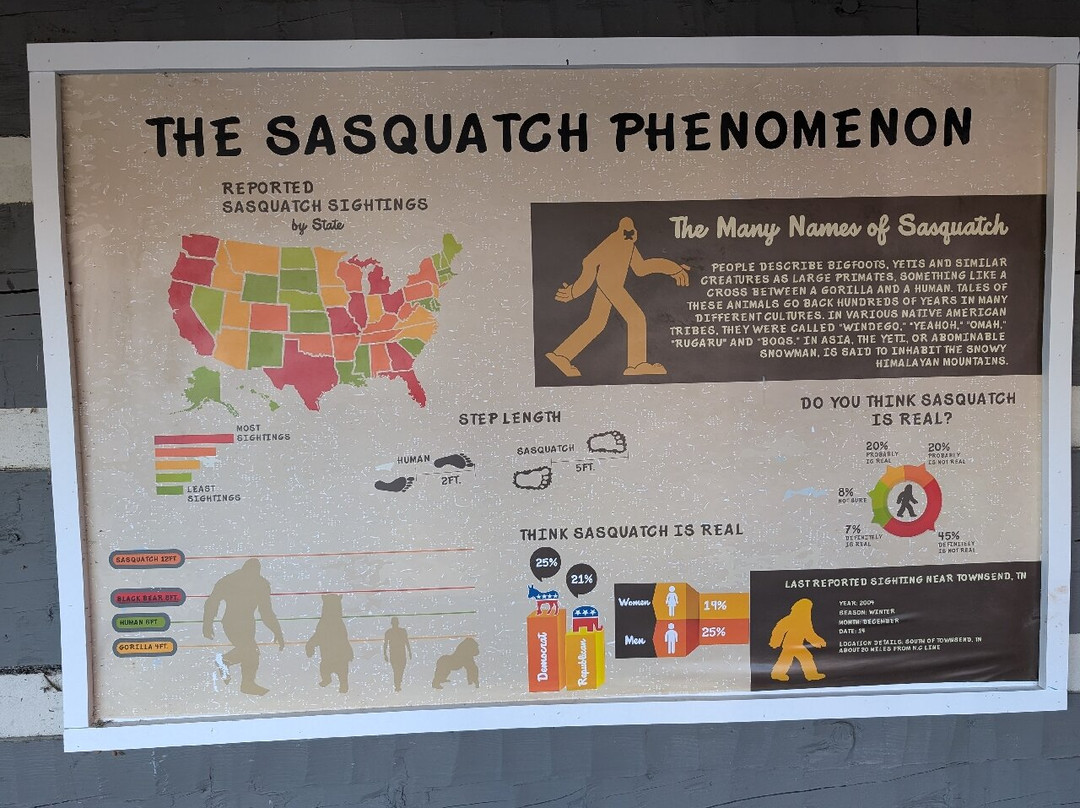 THE SASQUATCH PHENOMENON
REPORTED
SASQUATCH SIGHTINGS
by State
MOST
SIGHTINGS
LEAST
SIGHTINGS
The Many Names of Sasquatch
PEOPLE DESCRIBE BIGFOOTS, YETIS AND SIMILAR
CREATURES AS LARGE PRIMATES. SOMETHING LIKE A
CROSS BETWEEN A GORILLA AND A HUMAN. TALES OF
THESE ANIMALS GO BACK HUNDREDS OF YEARS IN MANY
DIFFERENT CULTURES. IN VARIOUS NATIVE AMERICAN
TRIBES, THEY WERE CALLED "WINDEGO," "YEAHOH," "OMAH,"
"RUGARU" AND "BOQS." IN ASIA, THE YETI, OR ABOMINABLE
SNOWMAN, IS SAID TO INHABIT THE SNOWY
HIMALAYAN MOUNTAINS.
STEP LENGTH
HUMAN
2FT.
SASQUATCH
5FT.
DO YOU THINK SASQUATCH
IS REAL?
20%
PROBABLY
IS REAL
20%
PROBABLY
IS NOT REAL
8%
NOT SURE
7%
DEFINITELY
IS REAL
45%
DEFINITELY
IS NOT REAL
SASQUATCH 12FT.
BLACK BEAR 8FT.
HUMAN 6FT.
GORILLA 4FT.
THINK SASQUATCH IS REAL
25%
21%
Democrat
Republican
Women
19%
Men
25%
LAST REPORTED SIGHTING NEAR TOWNSEND, TN
YEAR: 2009
SEASON: WINTER
MONTH: DECEMBER
DATE: 19
LOCATION DETAILS: SOUTH OF TOWNSEND, TN
ABOUT 20 MILES FROM N.C LINE